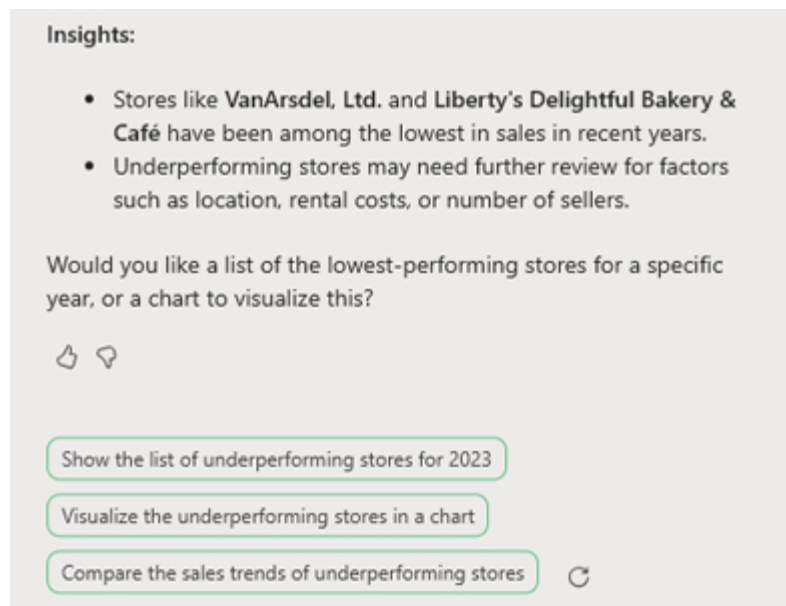 Insights:
• Stores like VanArsdel, Ltd. and Liberty's Delightful Bakery &
Café have been among the lowest in sales in recent years.
• Underperforming stores may need further review for factors
such as location, rental costs, or number of sellers.
Would you like a list of the lowest-performing stores for a specific
year, or a chart to visualize this?
Show the list of underperforming stores for 2023
Visualize the underperforming stores in a chart
Compare the sales trends of underperforming stores